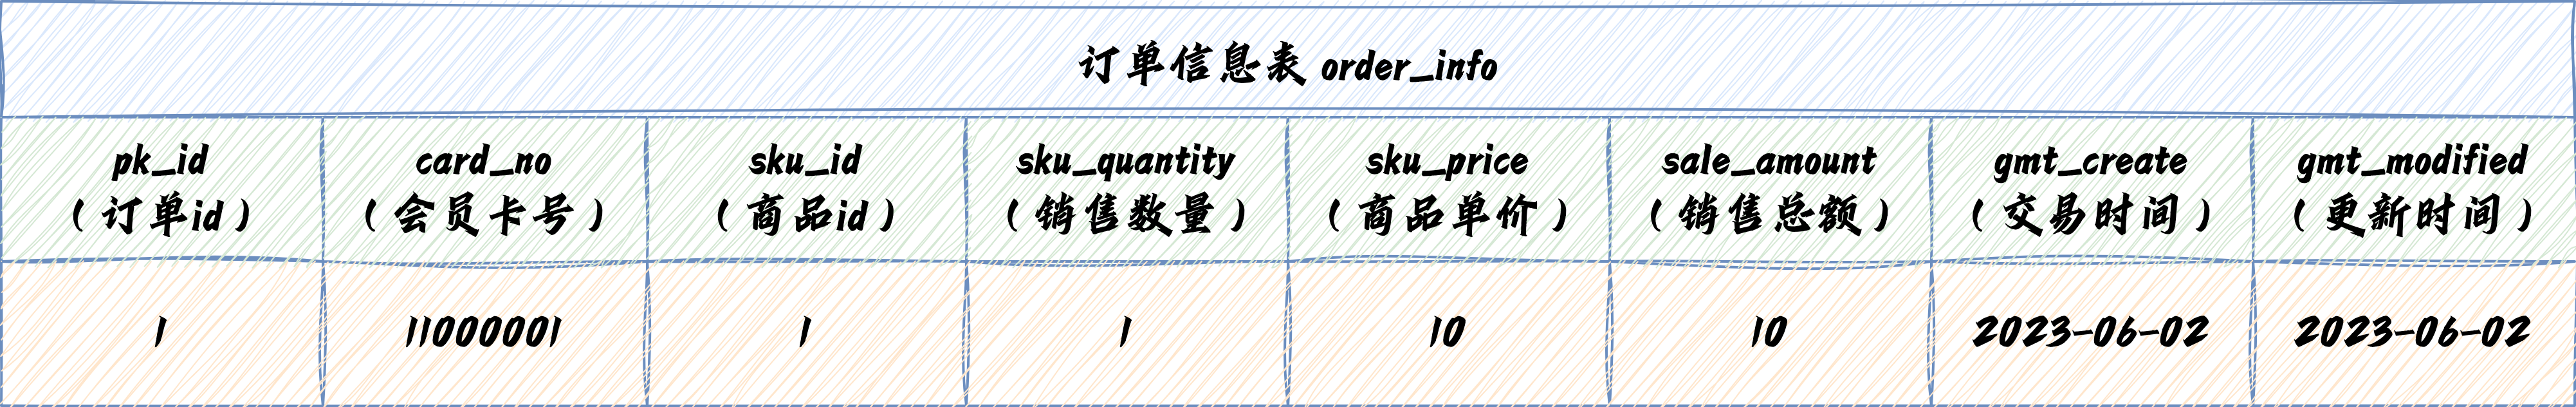 订单信息表 order_info
pk_id card_no sku_id sku_quantity sku_price sale_amount gmt_create gmt_modified
（订单id） （会员卡号） （商品id） （销售数量） （商品单价） （销售总额） （交易时间） （更新时间）
1 11000001 1 1 10 10 2023-06-02 2023-06-02